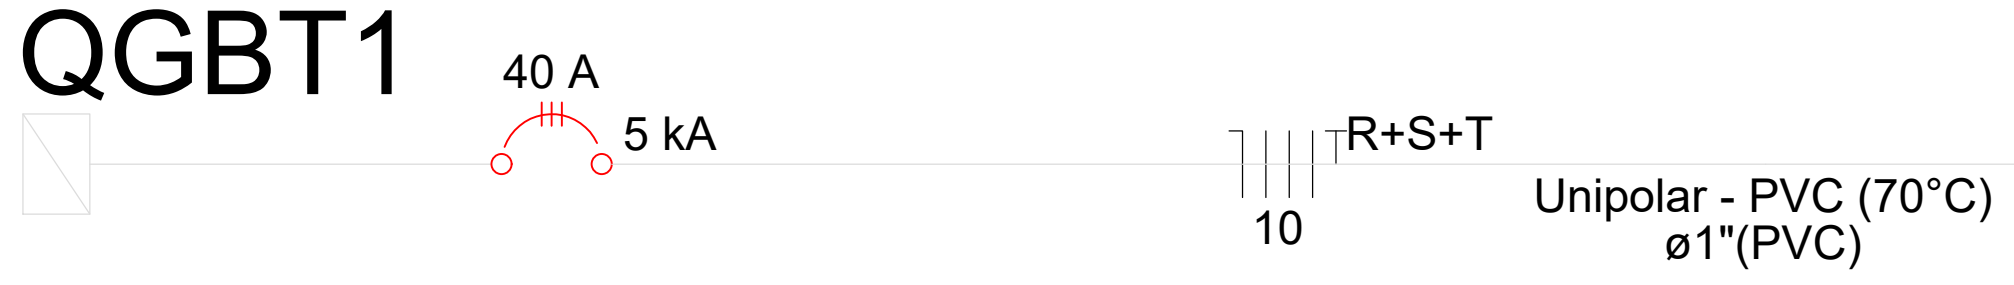 QGBT1
40 A
5 kA
R+S+T
10
Unipolar - PVC (70°C)
ø1"(PVC)